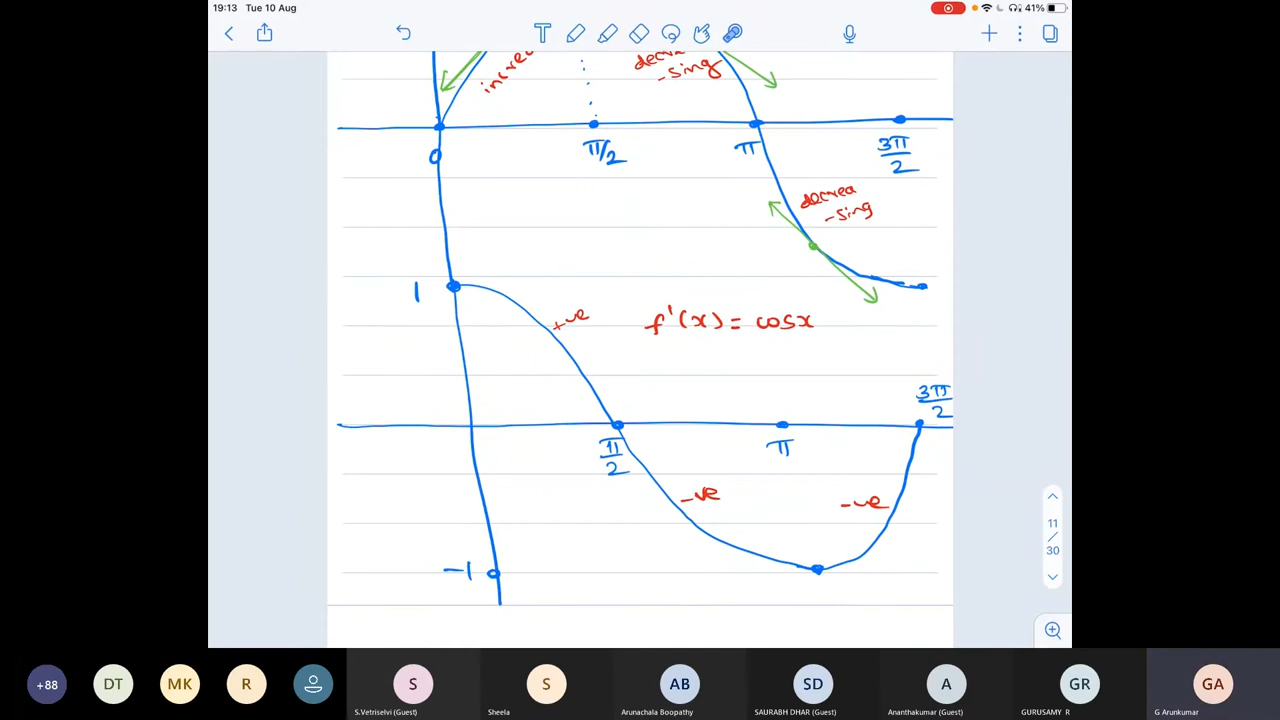 19:13 Tue 10 Aug
41%
T
increa
decrea
-sing
0
π/2
π
3π
2
decrea
-sing
1
+ve
f'(x) = cosx
3π
2
π
2
π
-ve
-ve
-1
11
/
30
+88
DT
MK
R
S
S
AB
SD
A
GR
GA
S.Vetriselvi (Guest)
Sheela
Arunachala Boopathy
SAURABH DHAR (Guest)
Ananthakumar (Guest)
GURUSAMY R
G Arunkumar